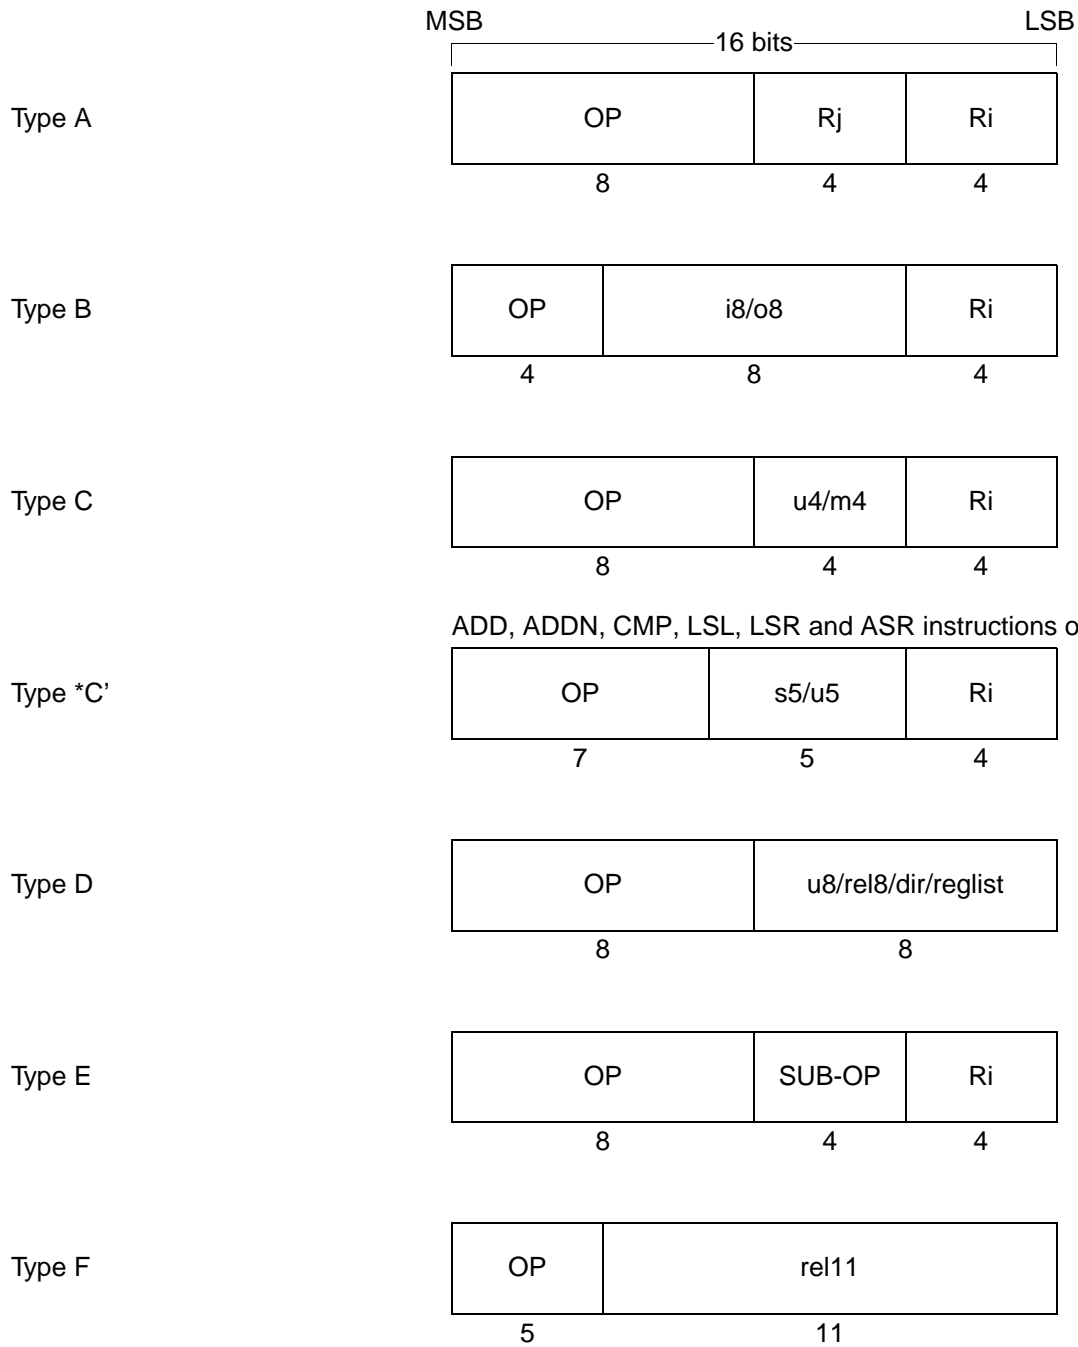 MSB LSB
16 bits
Type A OP Rj Ri
8 4 4
Type B OP i8/o8 Ri
4 8 4
Type C OP u4/m4 Ri
8 4 4
ADD, ADDN, CMP, LSL, LSR and ASR instructions o
Type *C’ OP s5/u5 Ri
7 5 4
Type D OP u8/rel8/dir/reglist
8 8
Type E OP SUB-OP Ri
8 4 4
Type F OP rel11
5 11